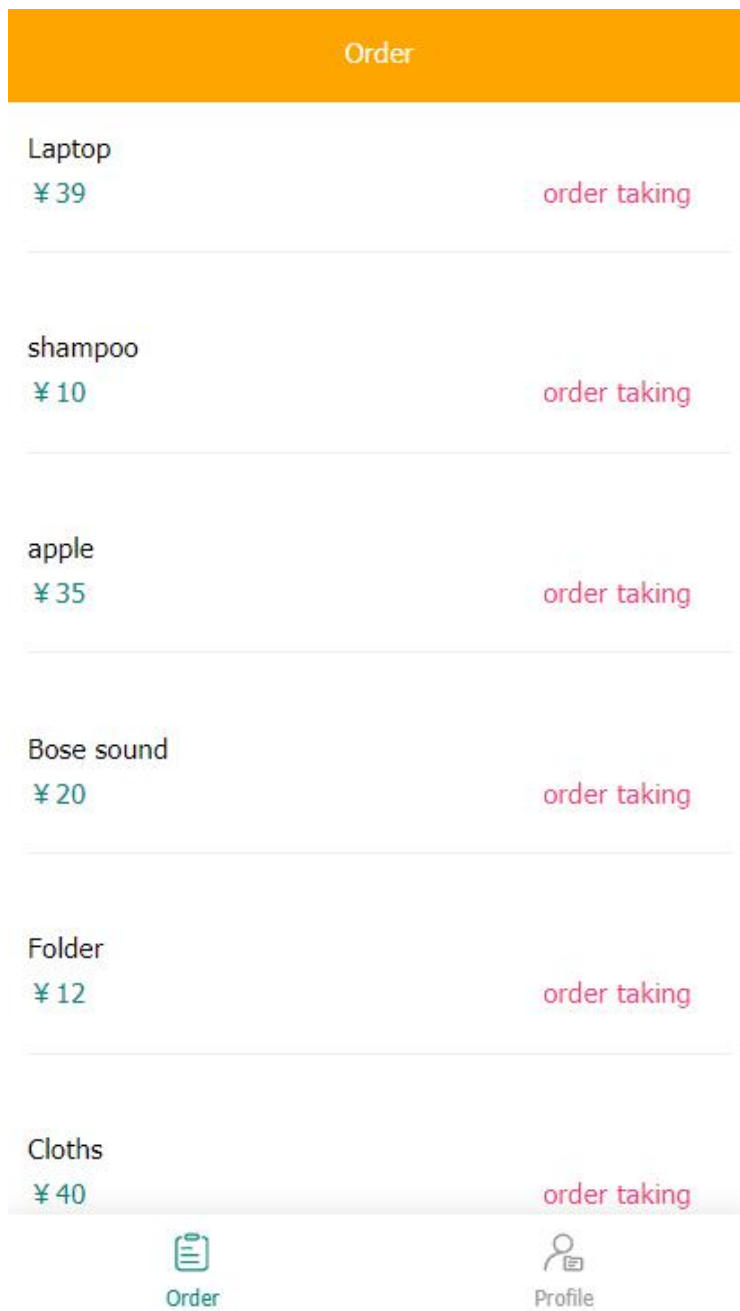 Order
Laptop
¥ 39 order taking
shampoo
¥ 10 order taking
apple
¥ 35 order taking
Bose sound
¥ 20 order taking
Folder
¥ 12 order taking
Cloths
¥ 40 order taking
Order Profile